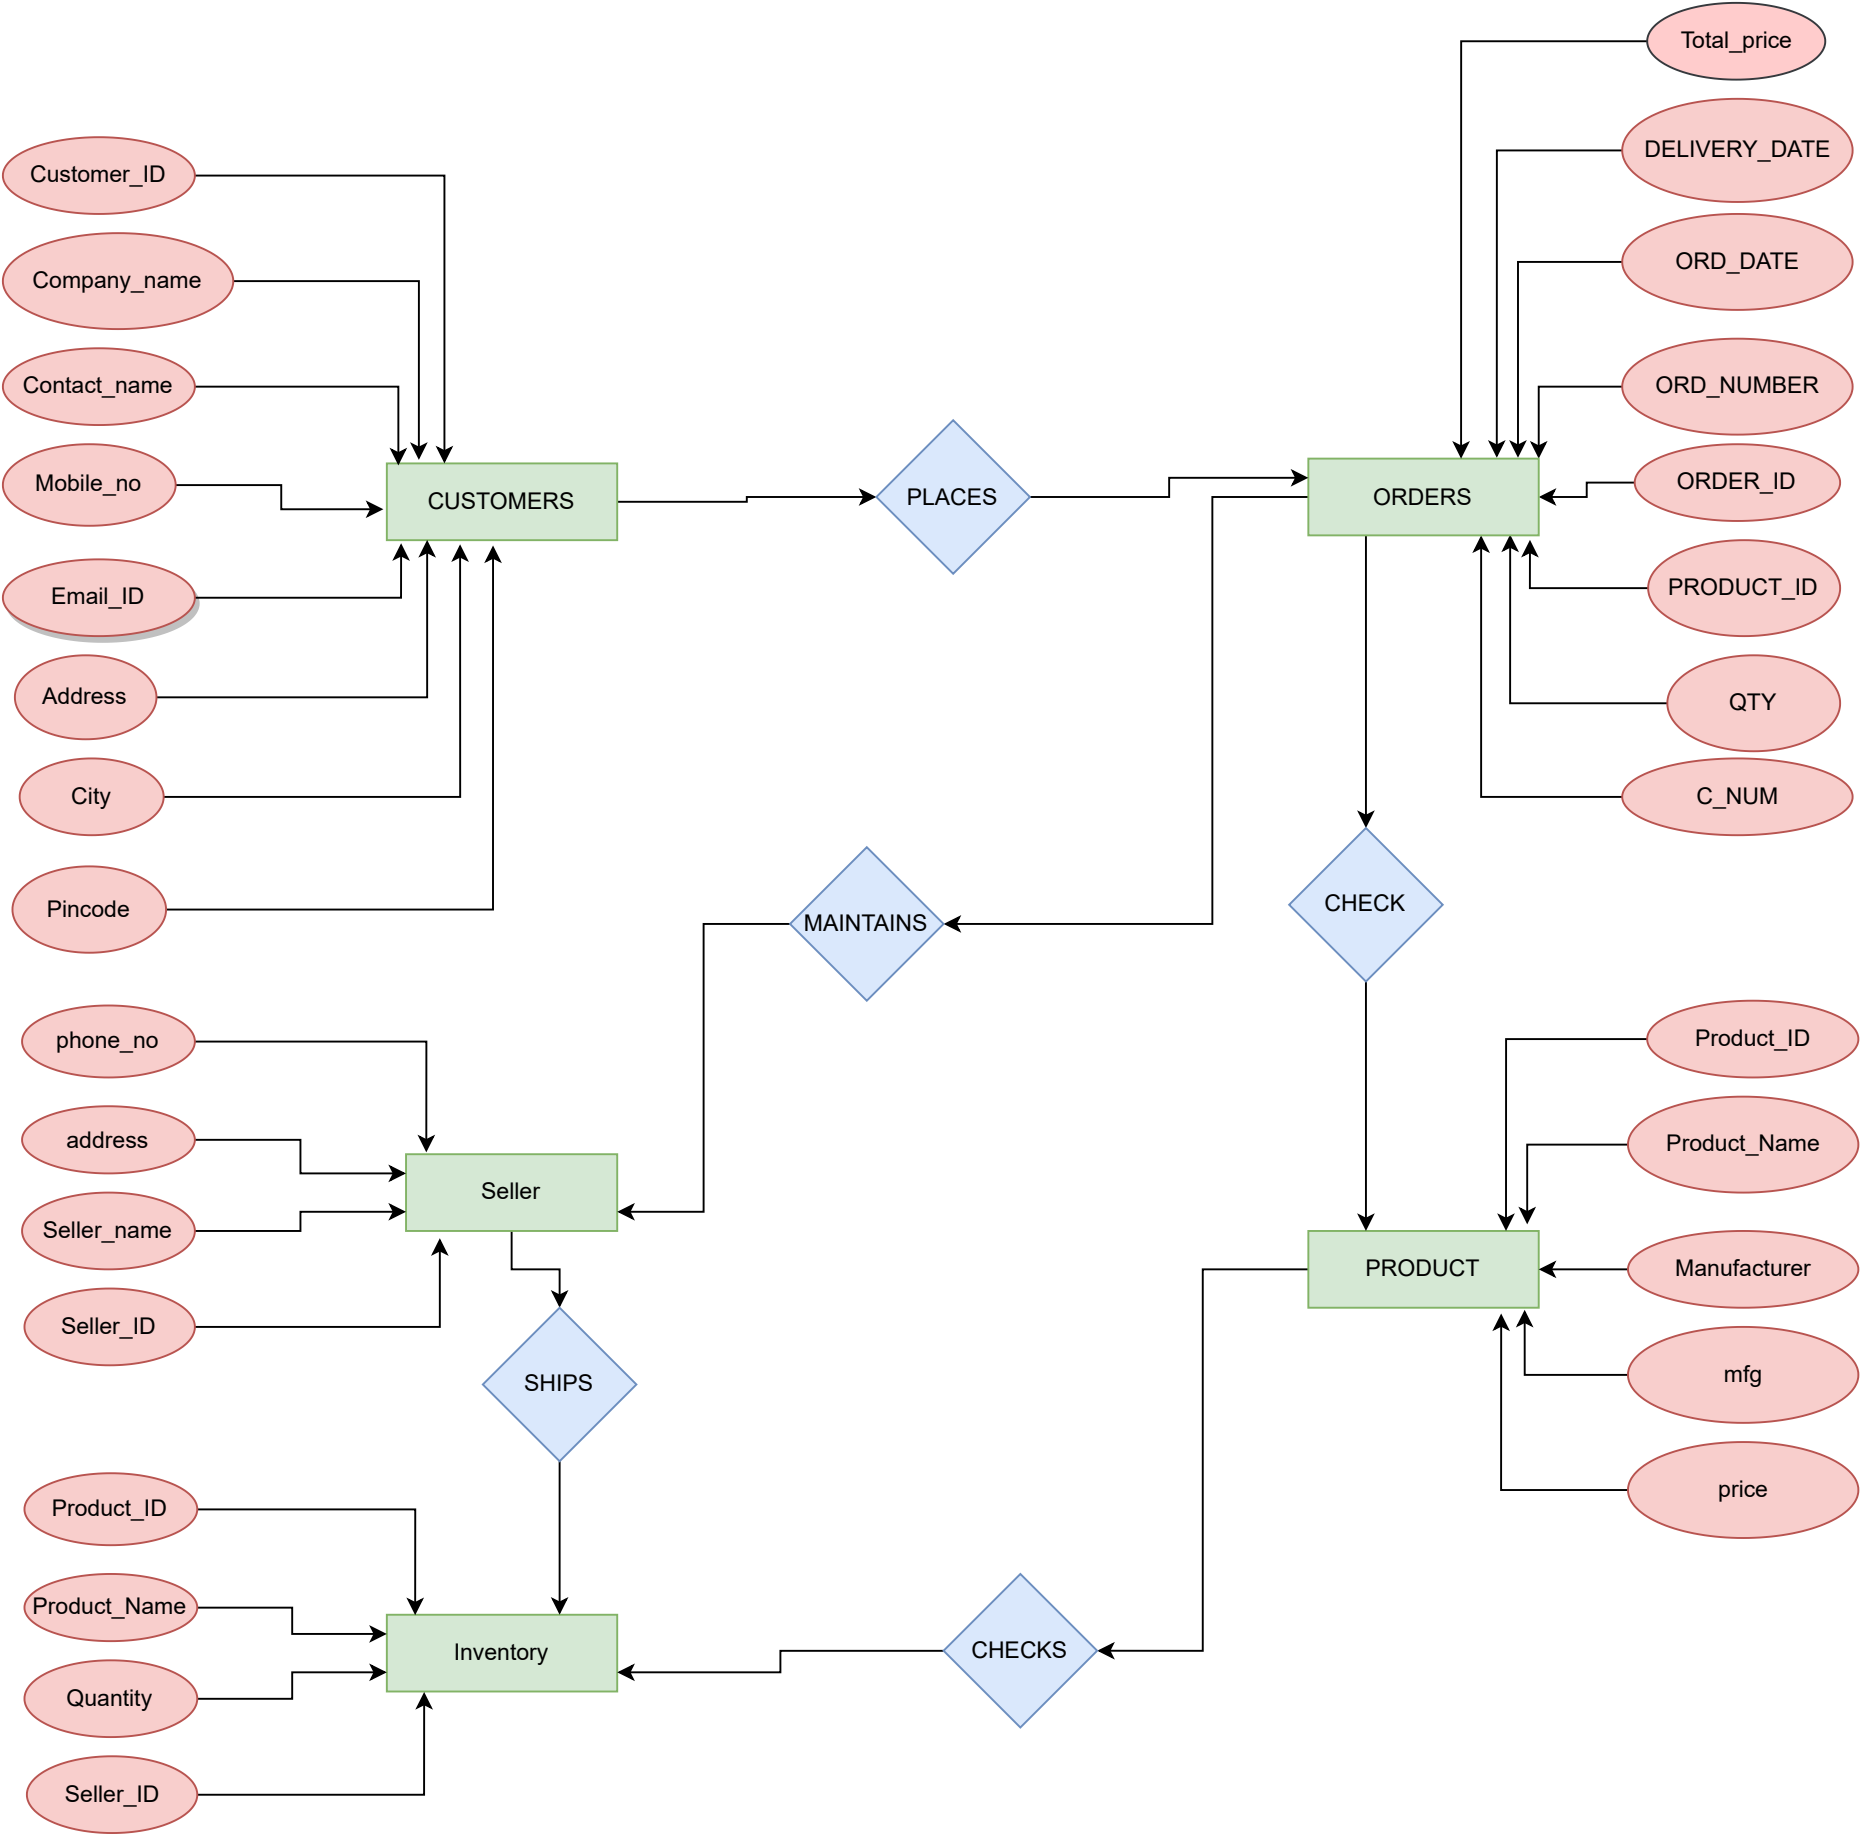 Total_price
DELIVERY_DATE
Customer_ID
ORD_DATE
Company_name
Contact_name
ORD_NUMBER
Mobile_no
ORDER_ID
CUSTOMERS
PLACES
ORDERS
Email_ID
PRODUCT_ID
Address
QTY
City
C_NUM
Pincode
MAINTAINS
CHECK
phone_no
Product_ID
address
Product_Name
Seller
Seller_name
PRODUCT
Manufacturer
Seller_ID
SHIPS
mfg
Product_ID
price
Product_Name
Inventory
CHECKS
Quantity
Seller_ID